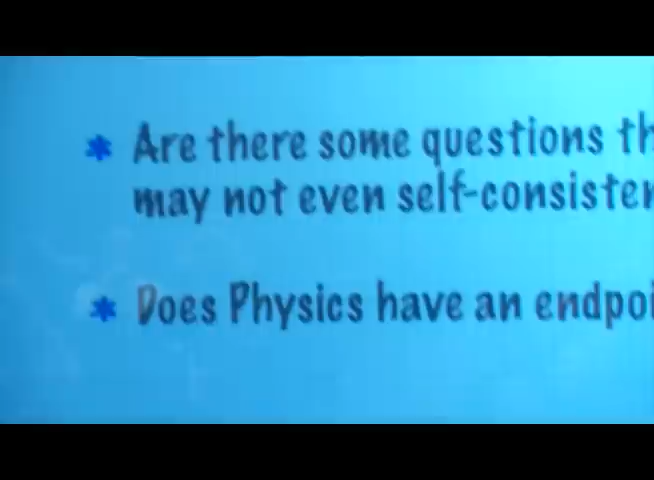 * Are there some questions th
may not even self-consisten
* Does Physics have an endpoi